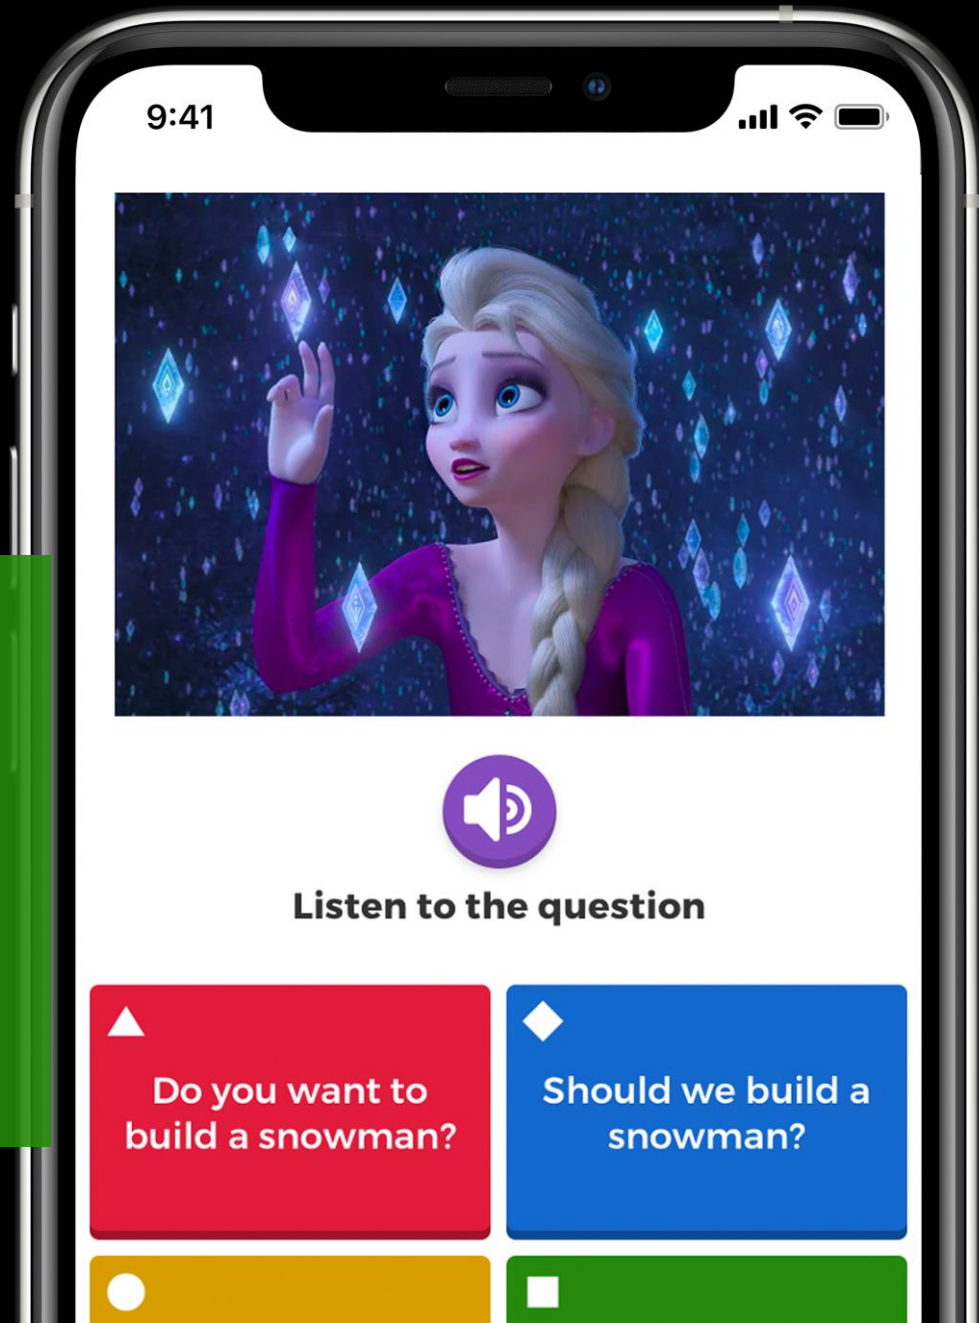 9:41
Listen to the question
Do you want to
build a snowman?
Should we build a
snowman?